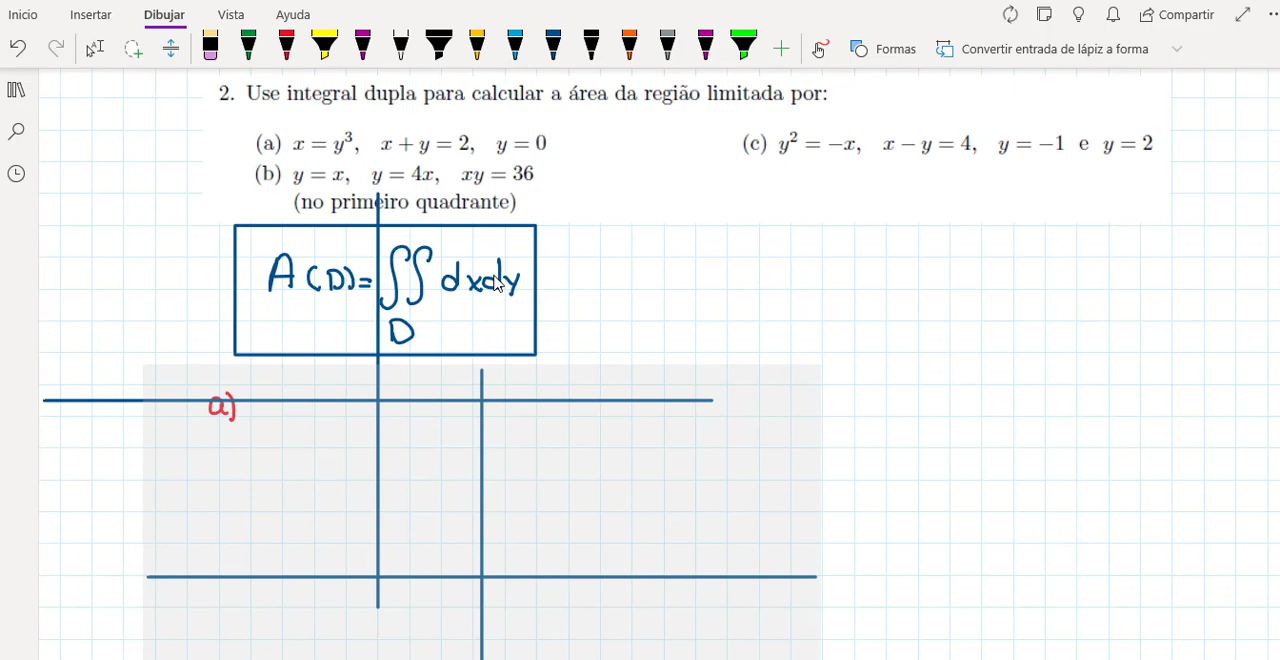 Inicio Insertar Dibujar Vista Ayuda Compartir
Formas Convertir entrada de lápiz a forma
2. Use integral dupla para calcular a área da região limitada por:
(a) x = y³, x + y = 2, y = 0
(b) y = x, y = 4x, xy = 36
(no primeiro quadrante)
(c) y² = −x, x − y = 4, y = −1 e y = 2
A(D)=∬ dxdy
D
a)